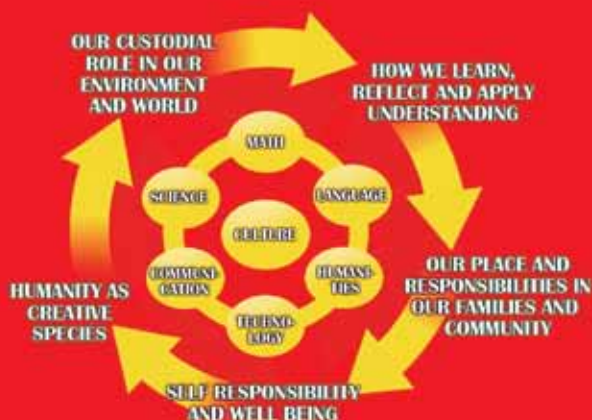 OUR CUSTODIAL
ROLE IN OUR
ENVIRONMENT
AND WORLD
HOW WE LEARN,
REFLECT AND APPLY
UNDERSTANDING
OUR PLACE AND
RESPONSIBILITIES IN
OUR FAMILIES AND
COMMUNITY
SELF RESPONSIBILITY
AND WELL BEING
HUMANITY AS
CREATIVE
SPECIES
MATH
LANGUAGE
HUMANI-
TIES
TECHNO-
LOGY
COMMUNI-
CATION
SCIENCE
CULTURE